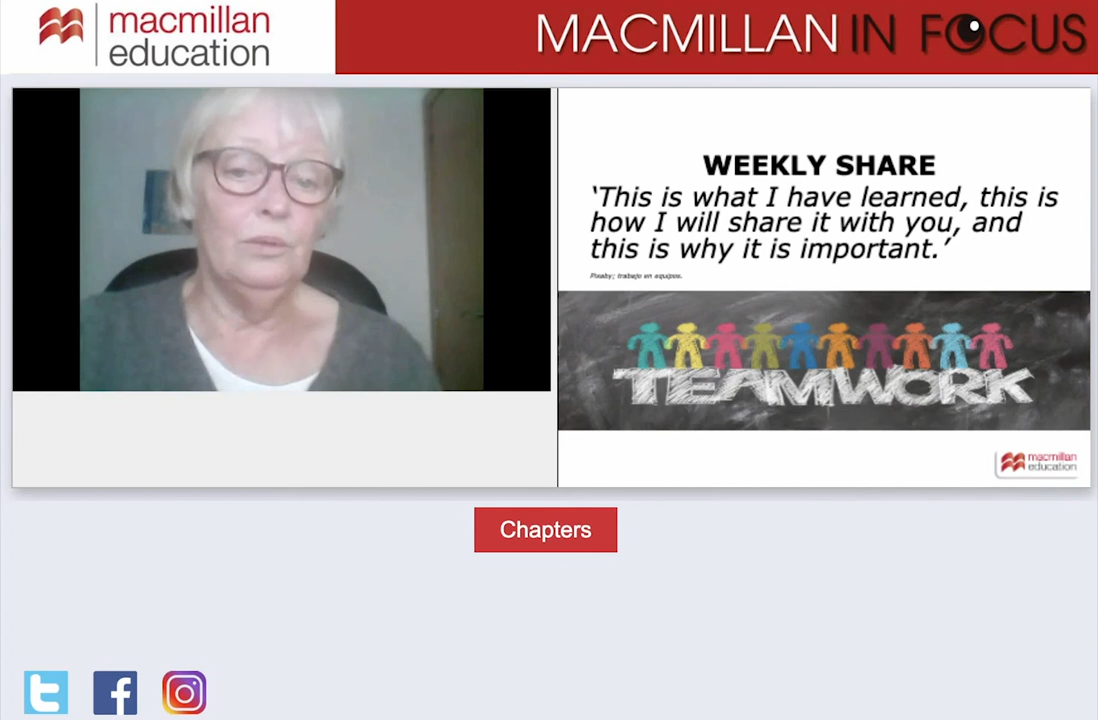 macmillan
education
MACMILLAN IN FOCUS
WEEKLY SHARE
‘This is what I have learned, this is
how I will share it with you, and
this is why it is important.’
Pixaby; trabajo en equipos.
TEAMWORK
macmillan
education
Chapters